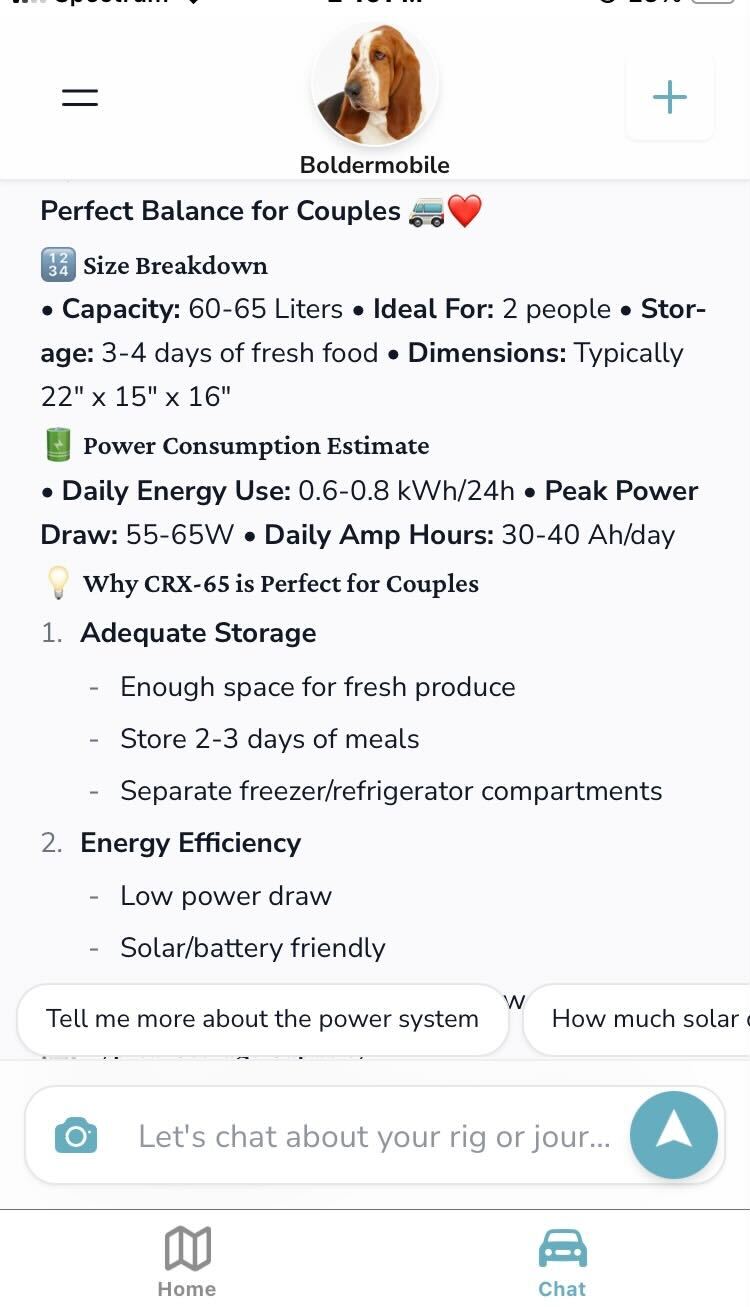 Boldermobile
Perfect Balance for Couples 🚐❤️
🔢 Size Breakdown
• Capacity: 60-65 Liters • Ideal For: 2 people • Stor-
age: 3-4 days of fresh food • Dimensions: Typically
22" x 15" x 16"
🔋 Power Consumption Estimate
• Daily Energy Use: 0.6-0.8 kWh/24h • Peak Power
Draw: 55-65W • Daily Amp Hours: 30-40 Ah/day
💡 Why CRX-65 is Perfect for Couples
1. Adequate Storage
- Enough space for fresh produce
- Store 2-3 days of meals
- Separate freezer/refrigerator compartments
2. Energy Efficiency
- Low power draw
- Solar/battery friendly
Tell me more about the power system
How much solar
Let's chat about your rig or jour...
Home
Chat